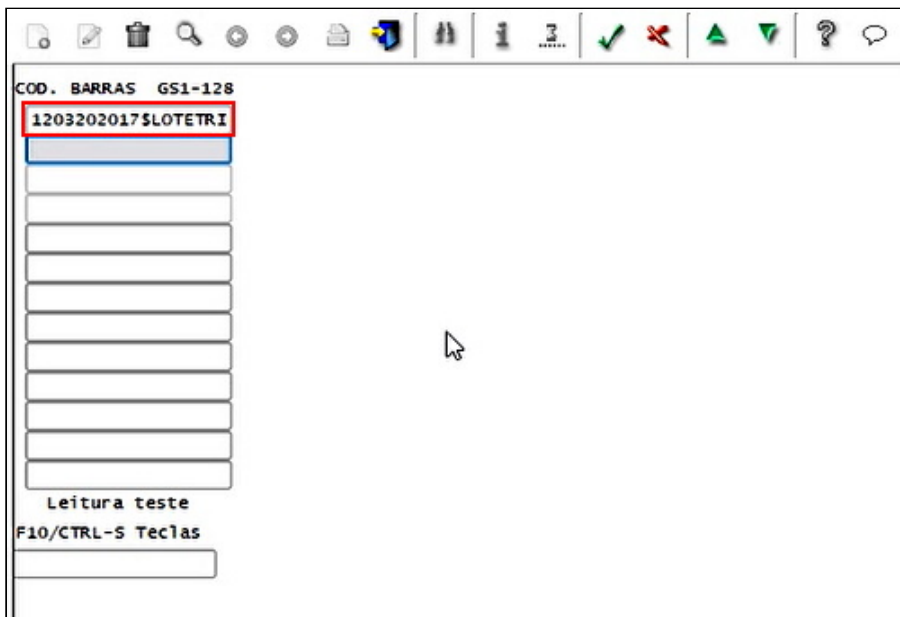 COD. BARRAS GS1-128
1203202017$LOTETRI
Leitura teste
F10/CTRL-S Teclas